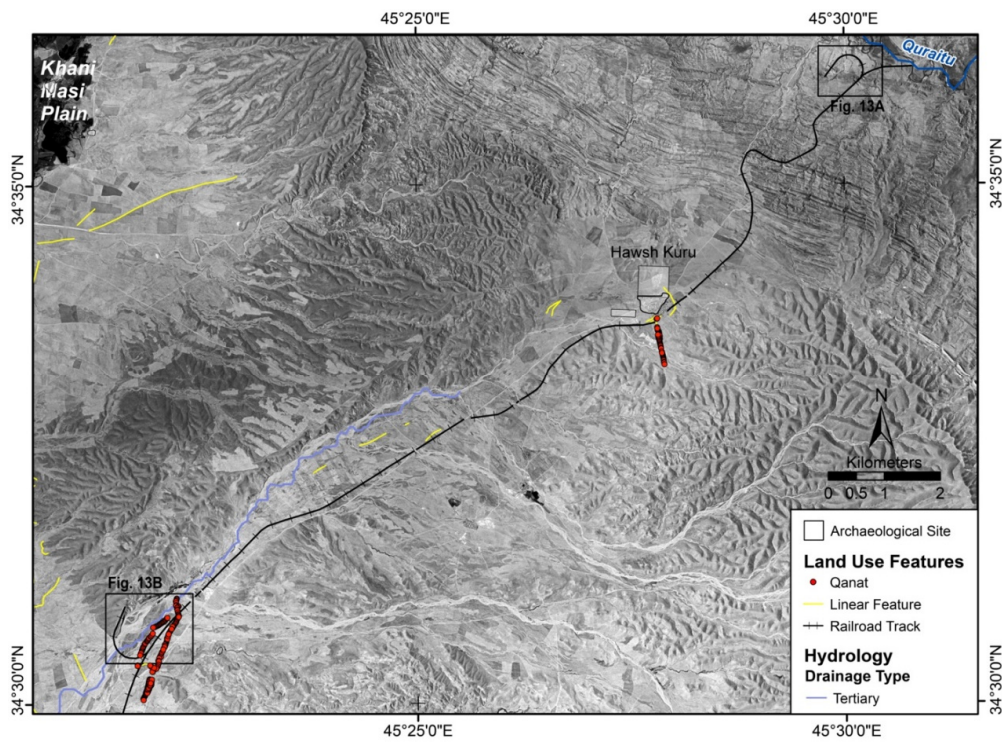 45°25'0"E
45°30'0"E
Khani
Masi
Plain
Quraitu
Fig. 13A
34°35'0"N
34°35'0"N
Hawsh Kuru
N
Kilometers
0 0.5 1 2
Archaeological Site
Land Use Features
Qanat
Linear Feature
Railroad Track
Hydrology
Drainage Type
Tertiary
Fig. 13B
34°30'0"N
34°30'0"N
45°25'0"E
45°30'0"E